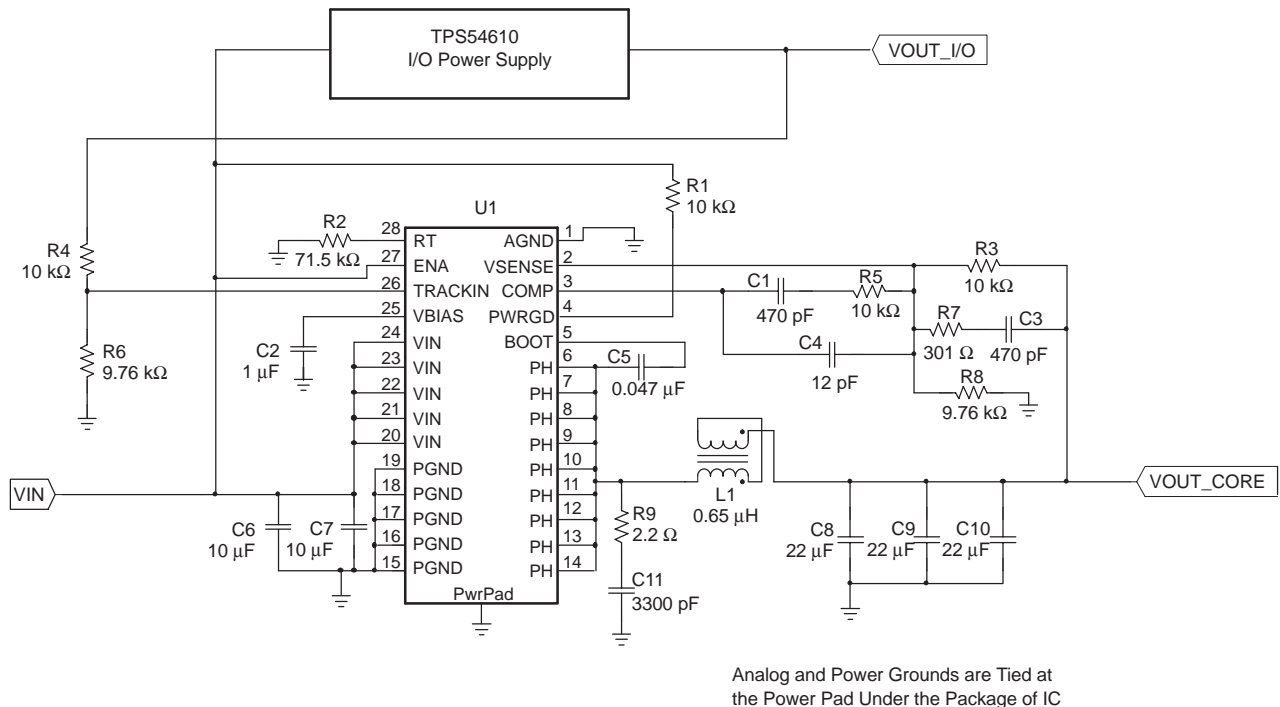 TPS54610
I/O Power Supply
VOUT_I/O
R1
10 kΩ
U1
R2
71.5 kΩ
28
RT
27
ENA
26
TRACKIN
25
VBIAS
24
VIN
23
VIN
22
VIN
21
VIN
20
VIN
19
PGND
18
PGND
17
PGND
16
PGND
15
PGND
AGND
1
VSENSE
2
COMP
3
PWRGD
4
BOOT
5
PH
6
PH
7
PH
8
PH
9
PH
10
PH
11
PH
12
PH
13
PH
14
PwrPad
R4
10 kΩ
R6
9.76 kΩ
C2
1 μF
C1
470 pF
R5
10 kΩ
R3
10 kΩ
R7
301 Ω
C3
470 pF
C4
12 pF
R8
9.76 kΩ
C5
0.047 μF
VIN
C6
10 μF
C7
10 μF
L1
0.65 μH
R9
2.2 Ω
C11
3300 pF
C8
22 μF
C9
22 μF
C10
22 μF
VOUT_CORE
Analog and Power Grounds are Tied at
the Power Pad Under the Package of IC